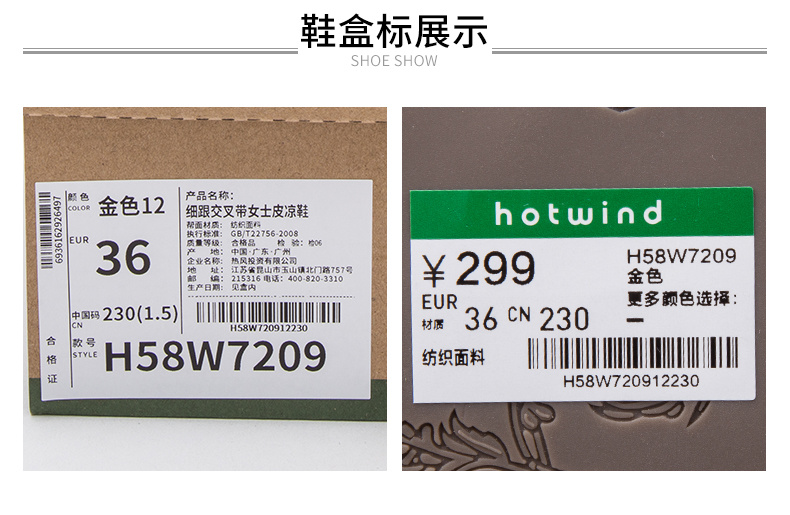 鞋盒标展示
SHOE SHOW
6936162926497
颜色 金色12
COLOR
EUR
36
中国码 230(1.5)
CN
合格证
款号
STYLE
H58W7209
产品名称:
细跟交叉带女士皮凉鞋
帮面材质: 纺织面料
执行标准: GB/T22756-2008
质量等级: 合格品 检 验: 检06
产 地: 中国·广东·广州
企业名称: 热风投资有限公司
地 址: 江苏省昆山市玉山镇北门路757号
邮 编: 215316 电话: 400-820-3310
生产日期: 见盒内
H58W720912230
hotwind
¥299
H58W7209
金色
更多颜色选择:
—
EUR
材质 36 CN 230
纺织面料
H58W720912230